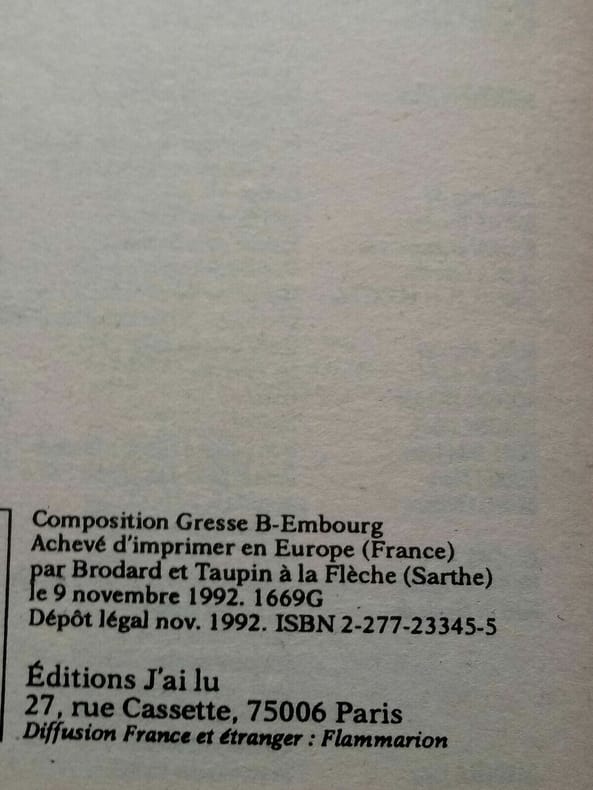 Composition Gresse B-Embourg
Achevé d'imprimer en Europe (France)
par Brodard et Taupin à la Flèche (Sarthe)
le 9 novembre 1992. 1669G
Dépôt légal nov. 1992. ISBN 2-277-23345-5
Éditions J'ai lu
27, rue Cassette, 75006 Paris
Diffusion France et étranger : Flammarion